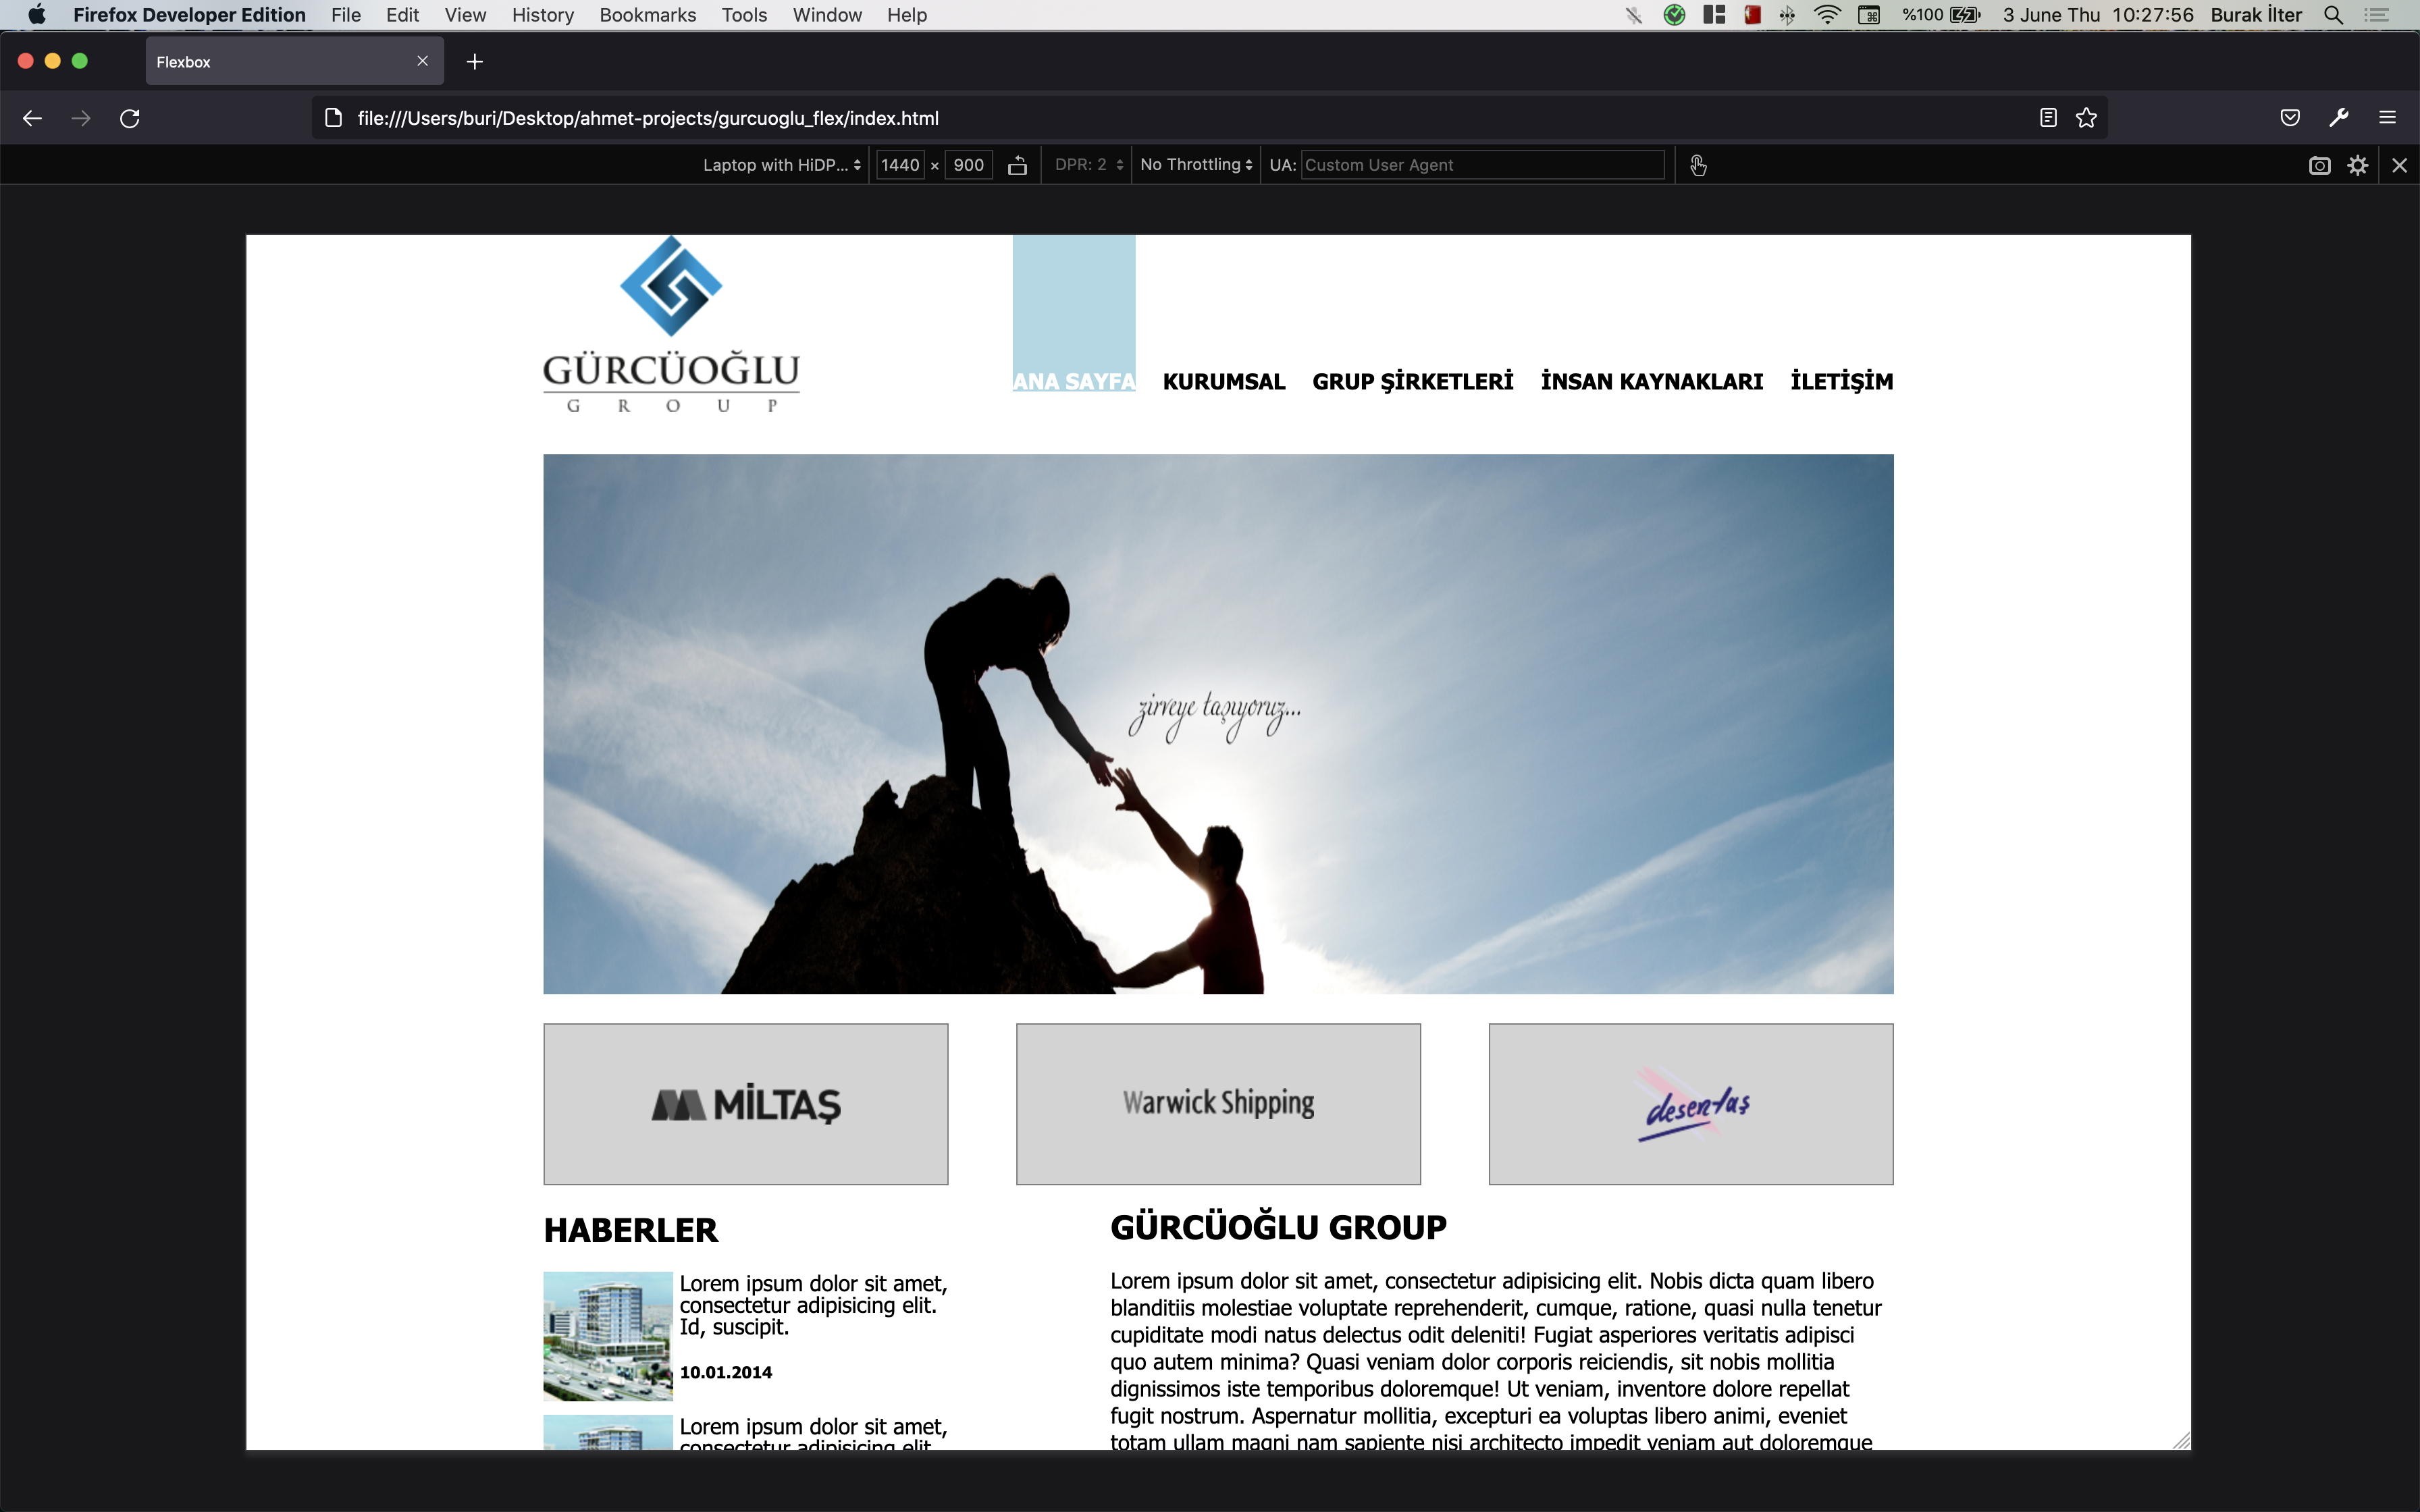 Firefox Developer Edition File Edit View History Bookmarks Tools Window Help %100 3 June Thu 10:27:56 Burak İlter
Flexbox
file:///Users/buri/Desktop/ahmet-projects/gurcuoglu_flex/index.html
Laptop with HiDP... 1440 × 900 DPR: 2 No Throttling UA: Custom User Agent
GÜRCÜOĞLU
GROUP
ANA SAYFA KURUMSAL GRUP ŞİRKETLERİ İNSAN KAYNAKLARI İLETİŞİM
zirveye taşıyoruz...
MİLTAŞ Warwick Shipping desen-taş
HABERLER
Lorem ipsum dolor sit amet,
consectetur adipisicing elit.
Id, suscipit.
10.01.2014
Lorem ipsum dolor sit amet,
consectetur adipisicing elit.
GÜRCÜOĞLU GROUP
Lorem ipsum dolor sit amet, consectetur adipisicing elit. Nobis dicta quam libero
blanditiis molestiae voluptate reprehenderit, cumque, ratione, quasi nulla tenetur
cupiditate modi natus delectus odit deleniti! Fugiat asperiores veritatis adipisci
quo autem minima? Quasi veniam dolor corporis reiciendis, sit nobis mollitia
dignissimos iste temporibus doloremque! Ut veniam, inventore dolore repellat
fugit nostrum. Aspernatur mollitia, excepturi ea voluptas libero animi, eveniet
totam ullam magni nam sapiente nisi architecto impedit veniam aut doloremque